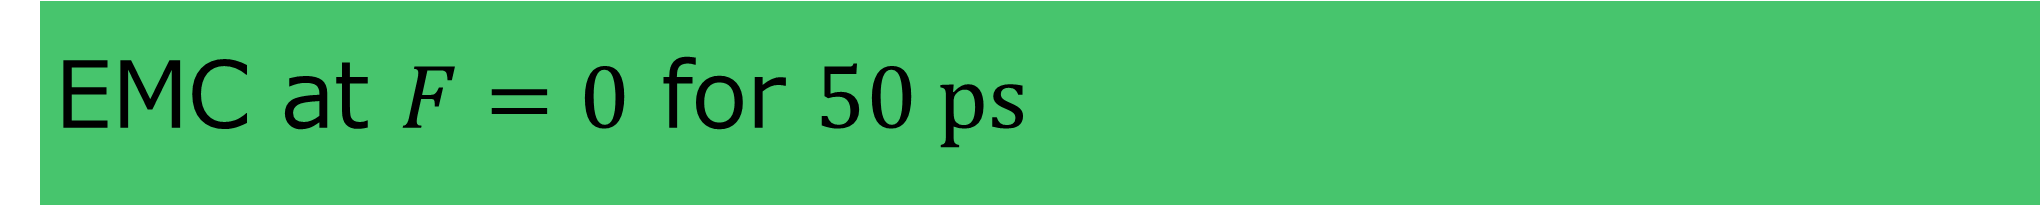 EMC at F = 0 for 50 ps